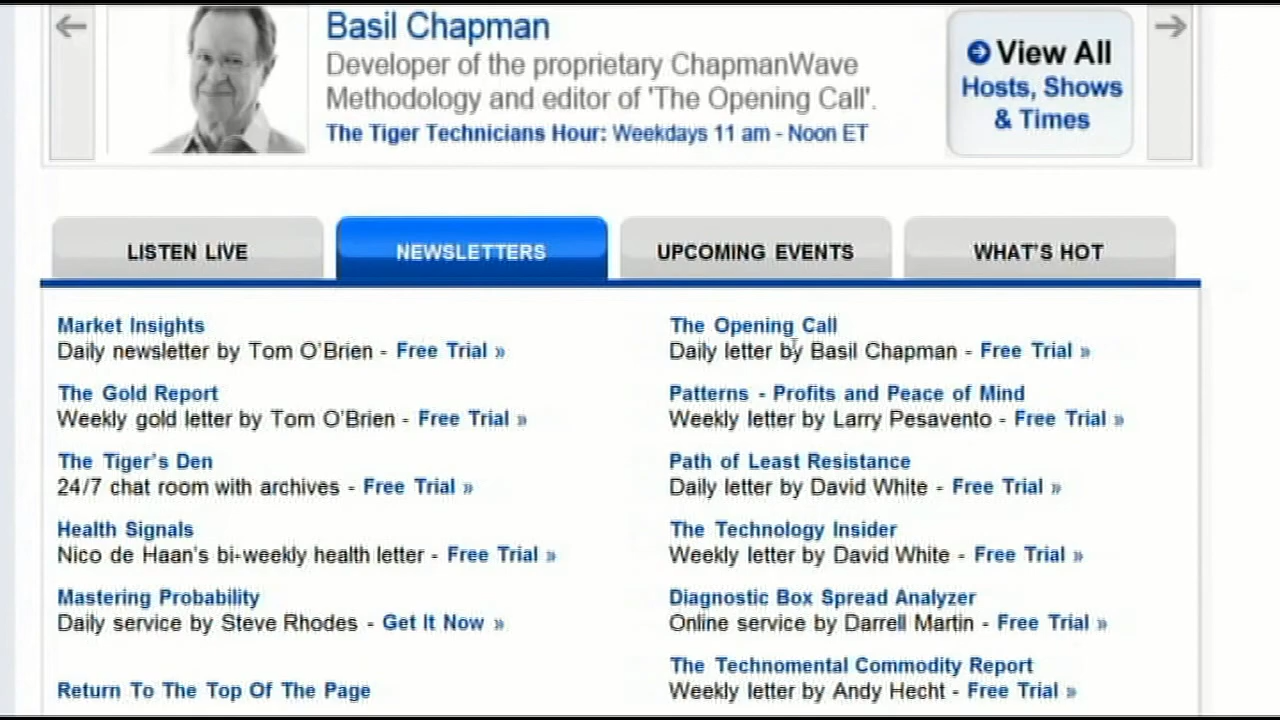 Basil Chapman
Developer of the proprietary ChapmanWave
Methodology and editor of 'The Opening Call'.
The Tiger Technicians Hour: Weekdays 11 am - Noon ET
View All
Hosts, Shows
& Times
LISTEN LIVE
NEWSLETTERS
UPCOMING EVENTS
WHAT'S HOT
Market Insights
Daily newsletter by Tom O'Brien - Free Trial »
The Gold Report
Weekly gold letter by Tom O'Brien - Free Trial »
The Tiger's Den
24/7 chat room with archives - Free Trial »
Health Signals
Nico de Haan's bi-weekly health letter - Free Trial »
Mastering Probability
Daily service by Steve Rhodes - Get It Now »
Return To The Top Of The Page
The Opening Call
Daily letter by Basil Chapman - Free Trial »
Patterns - Profits and Peace of Mind
Weekly letter by Larry Pesavento - Free Trial »
Path of Least Resistance
Daily letter by David White - Free Trial »
The Technology Insider
Weekly letter by David White - Free Trial »
Diagnostic Box Spread Analyzer
Online service by Darrell Martin - Free Trial »
The Technomental Commodity Report
Weekly letter by Andy Hecht - Free Trial »